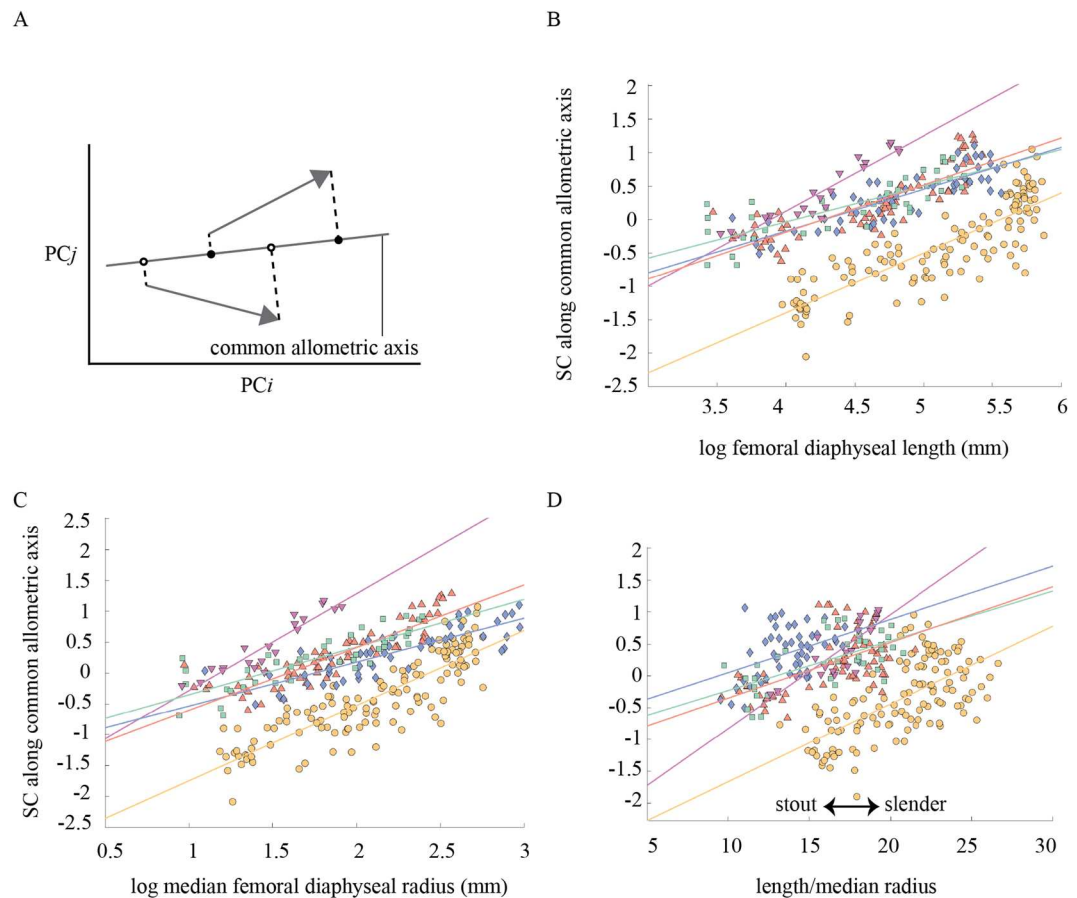 A
PCj
common allometric axis
PCi
B
SC along common allometric axis
2
1.5
1
0.5
0
-0.5
-1
-1.5
-2
-2.5
3.5 4 4.5 5 5.5 6
log femoral diaphyseal length (mm)
C
SC along common allometric axis
2.5
2
1.5
1
0.5
0
-0.5
-1
-1.5
-2
-2.5
0.5 1 1.5 2 2.5 3
log median femoral diaphyseal radius (mm)
D
2
1.5
1
0.5
0
-0.5
-1
-1.5
-2
stout slender
5 10 15 20 25 30
length/median radius